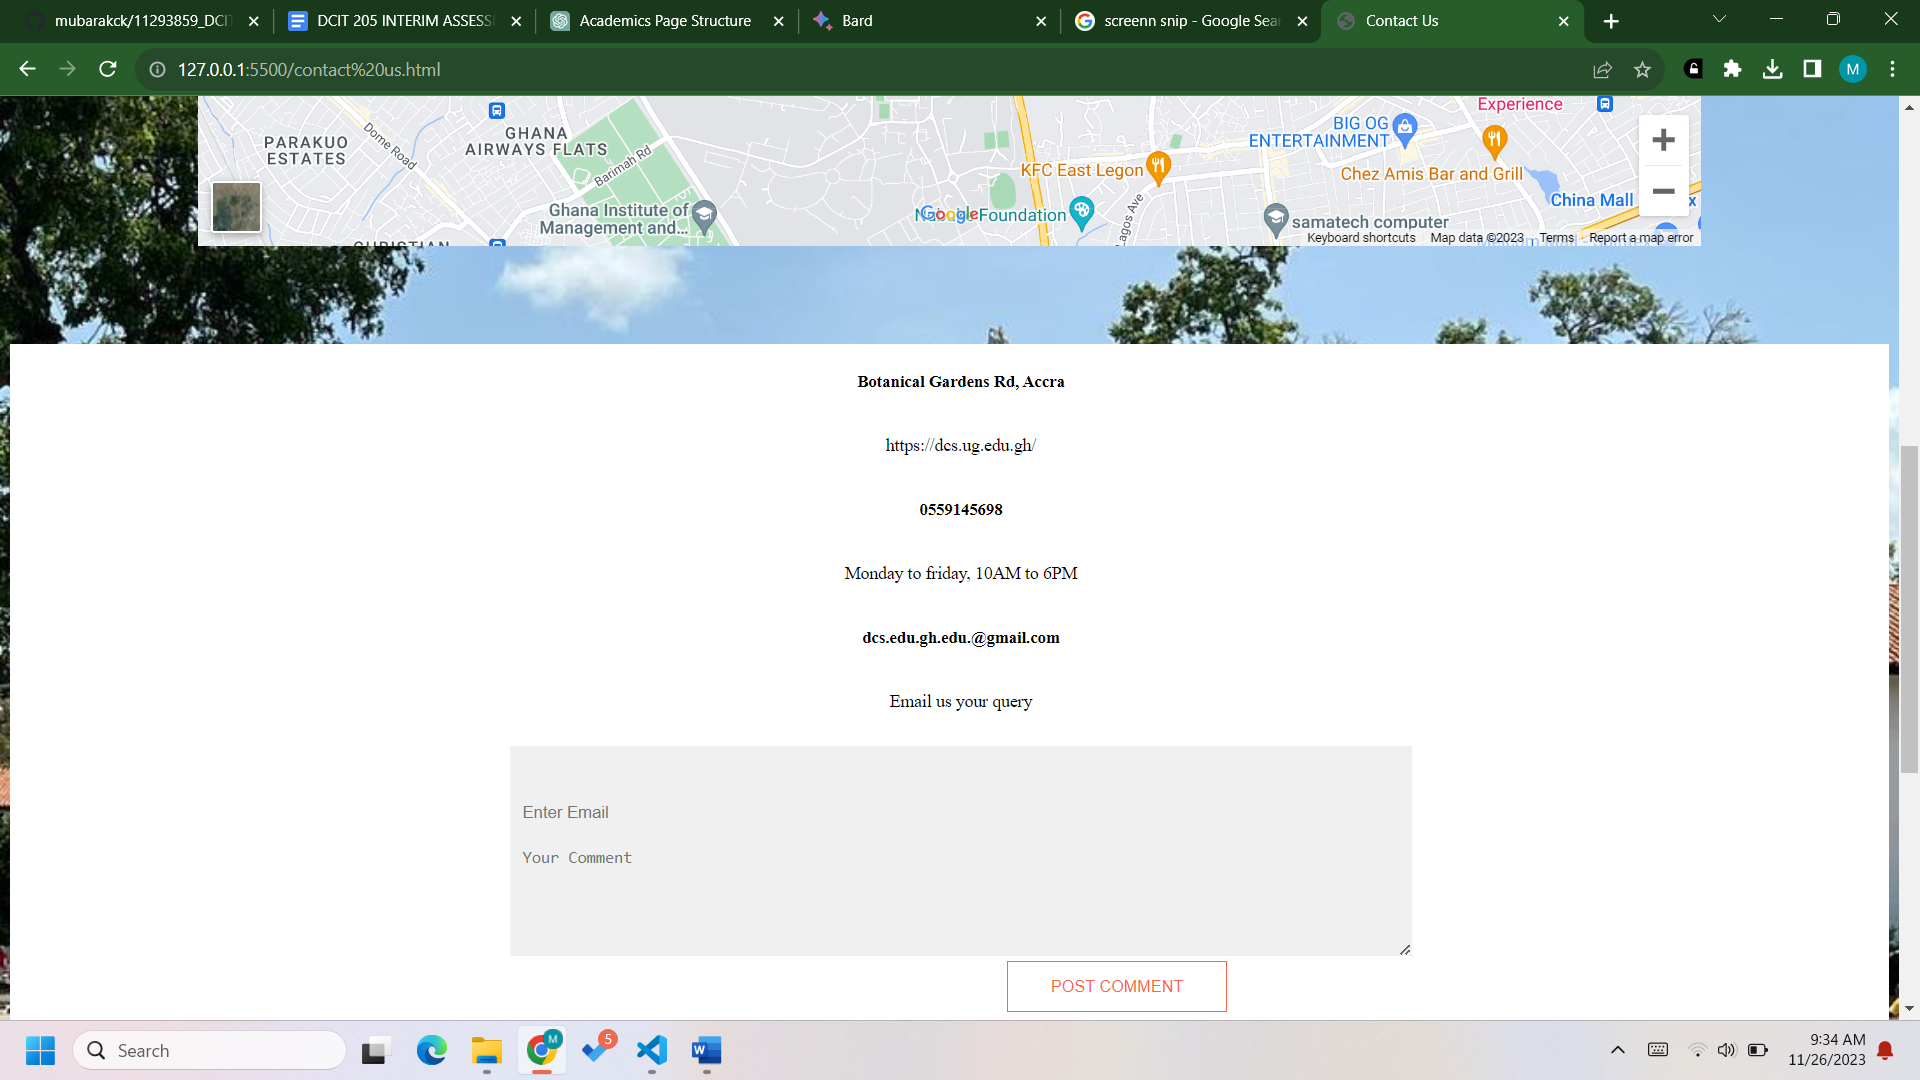 mubarakck/11293859_DCIT
DCIT 205 INTERIM ASSESS
Academics Page Structure
Bard
screenn snip - Google Sear
Contact Us
127.0.0.1:5500/contact%20us.html
M
Experience
PARAKUO
ESTATES
Dome Road
GHANA
AIRWAYS FLATS
Barimah Rd
BIG OG
ENTERTAINMENT
KFC East Legon
Chez Amis Bar and Grill
Ghana Institute of
Management and...
Google
Foundation
Lagos Ave
samatech computer
China Mall
CHRISTIAN
Keyboard shortcuts
Map data ©2023
Terms
Report a map error
Botanical Gardens Rd, Accra
https://dcs.ug.edu.gh/
0559145698
Monday to friday, 10AM to 6PM
dcs.edu.gh.edu.@gmail.com
Email us your query
Enter Email
Your Comment
POST COMMENT
Search
M
5
W
9:34 AM
11/26/2023